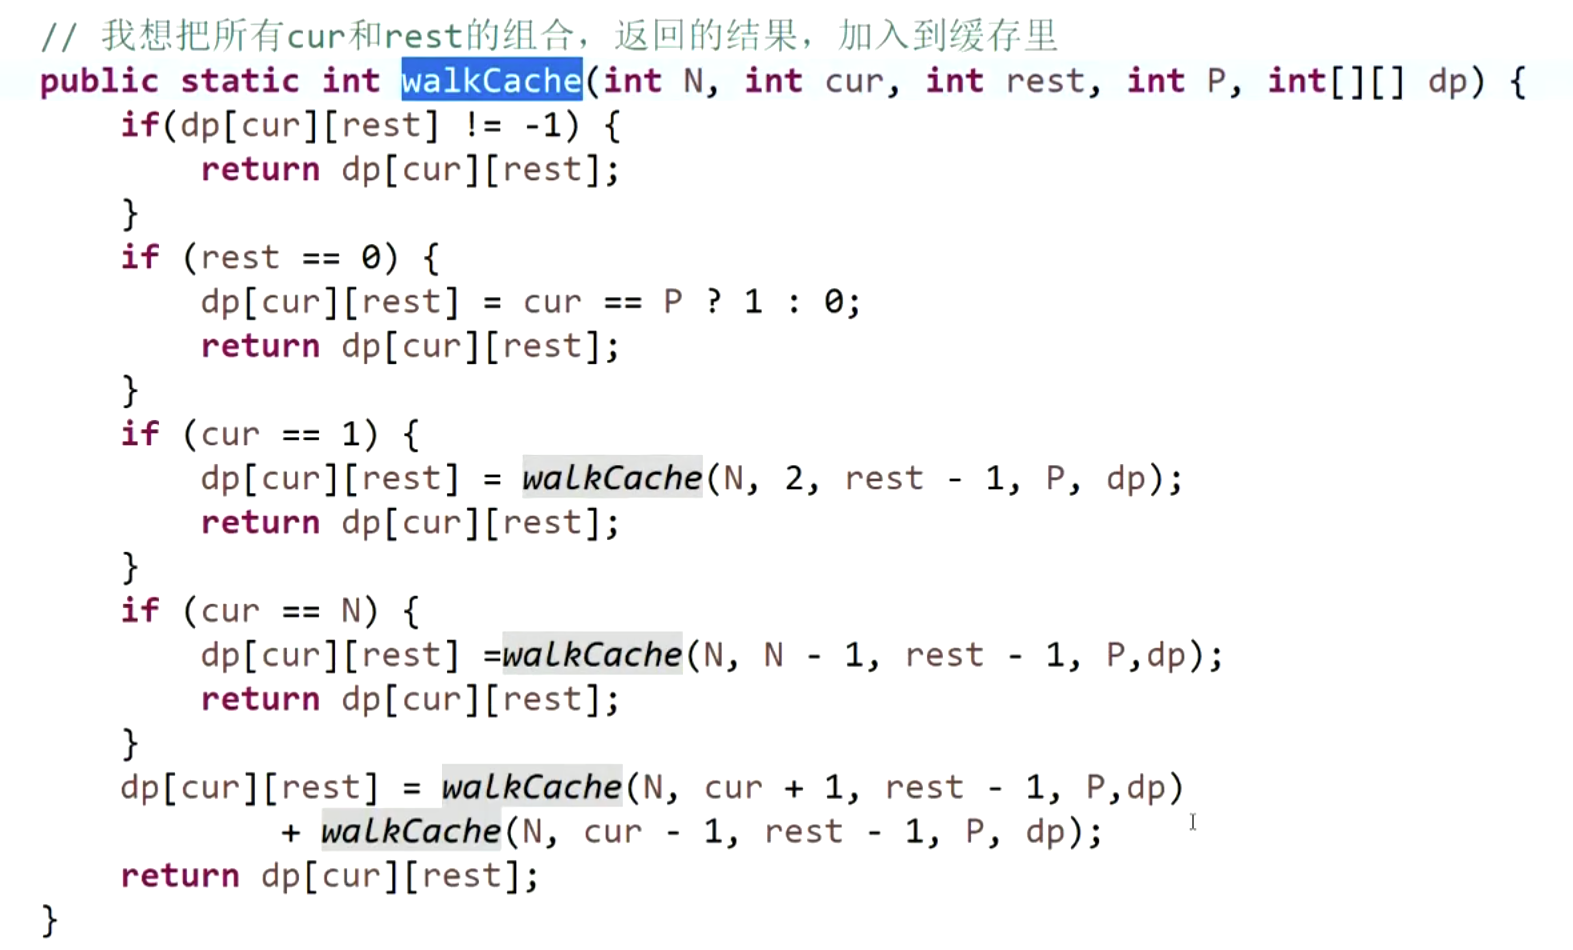 // 我想把所有cur和rest的组合，返回的结果，加入到缓存里
public static int walkCache(int N, int cur, int rest, int P, int[][] dp) {
    if(dp[cur][rest] != -1) {
        return dp[cur][rest];
    }
    if (rest == 0) {
        dp[cur][rest] = cur == P ? 1 : 0;
        return dp[cur][rest];
    }
    if (cur == 1) {
        dp[cur][rest] = walkCache(N, 2, rest - 1, P, dp);
        return dp[cur][rest];
    }
    if (cur == N) {
        dp[cur][rest] =walkCache(N, N - 1, rest - 1, P,dp);
        return dp[cur][rest];
    }
    dp[cur][rest] = walkCache(N, cur + 1, rest - 1, P,dp)
            + walkCache(N, cur - 1, rest - 1, P, dp);
    return dp[cur][rest];
}